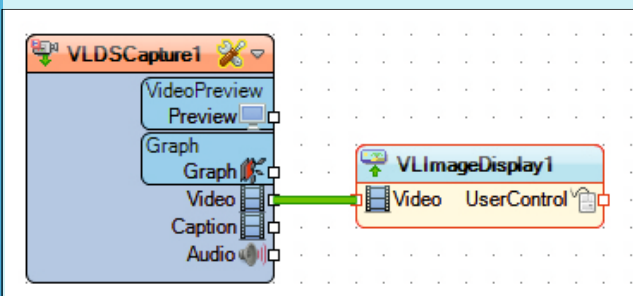 VLDSCapture1
VideoPreview
Preview
Graph
Graph
Video
Caption
Audio
VLImageDisplay1
Video UserControl